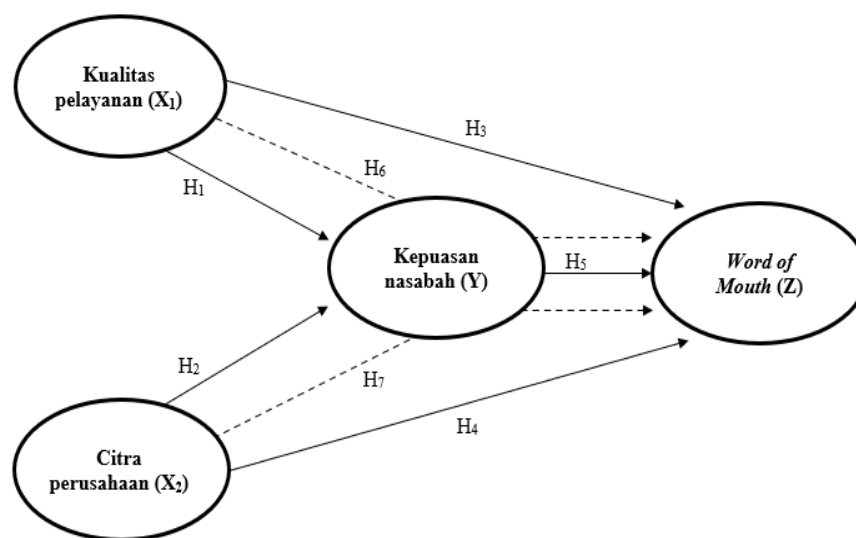 Kualitas
pelayanan (X₁)
H₃
H₆
H₁
Kepuasan
nasabah (Y)
H₅
Word of
Mouth (Z)
H₂
H₇
H₄
Citra
perusahaan (X₂)